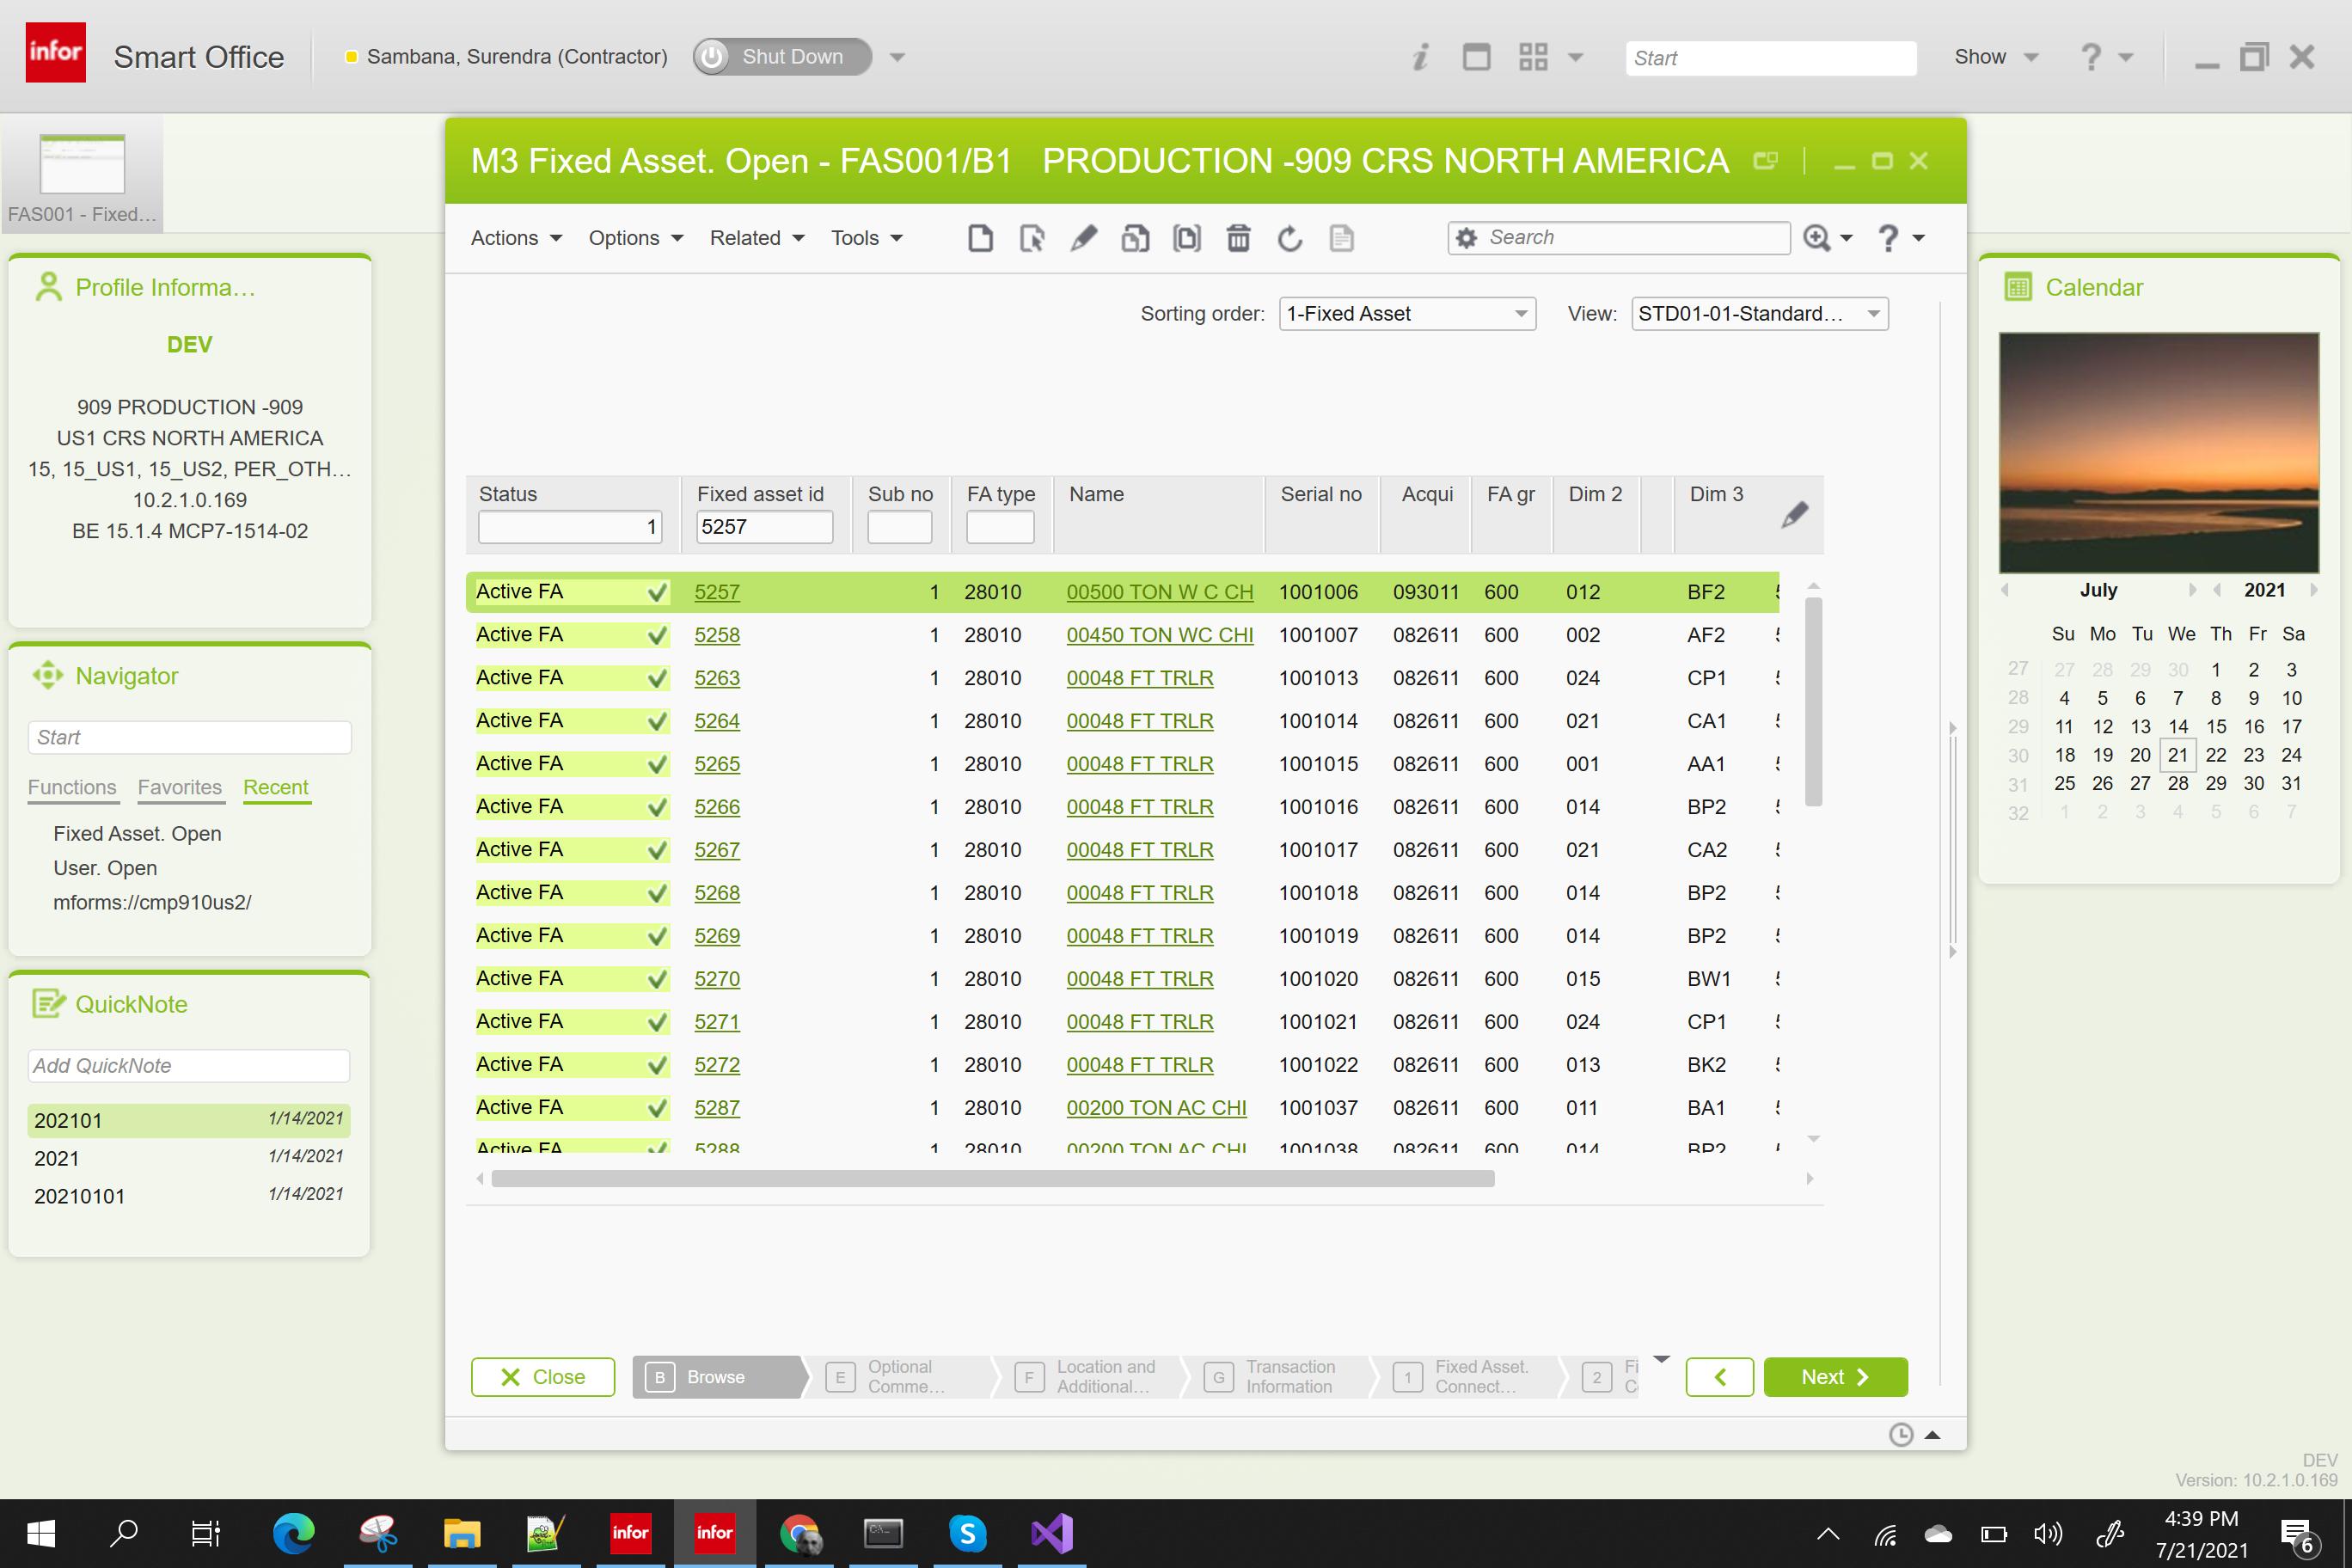 infor
Smart Office
Sambana, Surendra (Contractor)
Shut Down
Start
Show
?
FAS001 - Fixed...
M3 Fixed Asset. Open - FAS001/B1 PRODUCTION -909 CRS NORTH AMERICA
Actions
Options
Related
Tools
Search
?
Sorting order:
1-Fixed Asset
View:
STD01-01-Standard...
Profile Informa...
DEV
909 PRODUCTION -909
US1 CRS NORTH AMERICA
15, 15_US1, 15_US2, PER_OTH...
10.2.1.0.169
BE 15.1.4 MCP7-1514-02
Navigator
Start
Functions Favorites Recent
Fixed Asset. Open
User. Open
mforms://cmp910us2/
QuickNote
Add QuickNote
202101 1/14/2021
2021 1/14/2021
20210101 1/14/2021
Status Fixed asset id Sub no FA type Name Serial no Acqui FA gr Dim 2 Dim 3
1 5257
Active FA 5257 1 28010 00500 TON W C CH 1001006 093011 600 012 BF2
Active FA 5258 1 28010 00450 TON WC CHI 1001007 082611 600 002 AF2
Active FA 5263 1 28010 00048 FT TRLR 1001013 082611 600 024 CP1
Active FA 5264 1 28010 00048 FT TRLR 1001014 082611 600 021 CA1
Active FA 5265 1 28010 00048 FT TRLR 1001015 082611 600 001 AA1
Active FA 5266 1 28010 00048 FT TRLR 1001016 082611 600 014 BP2
Active FA 5267 1 28010 00048 FT TRLR 1001017 082611 600 021 CA2
Active FA 5268 1 28010 00048 FT TRLR 1001018 082611 600 014 BP2
Active FA 5269 1 28010 00048 FT TRLR 1001019 082611 600 014 BP2
Active FA 5270 1 28010 00048 FT TRLR 1001020 082611 600 015 BW1
Active FA 5271 1 28010 00048 FT TRLR 1001021 082611 600 024 CP1
Active FA 5272 1 28010 00048 FT TRLR 1001022 082611 600 013 BK2
Active FA 5287 1 28010 00200 TON AC CHI 1001037 082611 600 011 BA1
Active FA 5288 1 28010 00200 TON AC CHI 1001038 082611 600 014 BP2
Close
B Browse
E Optional
Comme...
F Location and
Additional...
G Transaction
Information
1 Fixed Asset.
Connect...
2 Fi
C
Next
Calendar
July 2021
Su Mo Tu We Th Fr Sa
27 27 28 29 30 1 2 3
28 4 5 6 7 8 9 10
29 11 12 13 14 15 16 17
30 18 19 20 21 22 23 24
31 25 26 27 28 29 30 31
32 1 2 3 4 5 6 7
DEV
Version: 10.2.1.0.169
infor
infor
C:\.
S
4:39 PM
7/21/2021
6